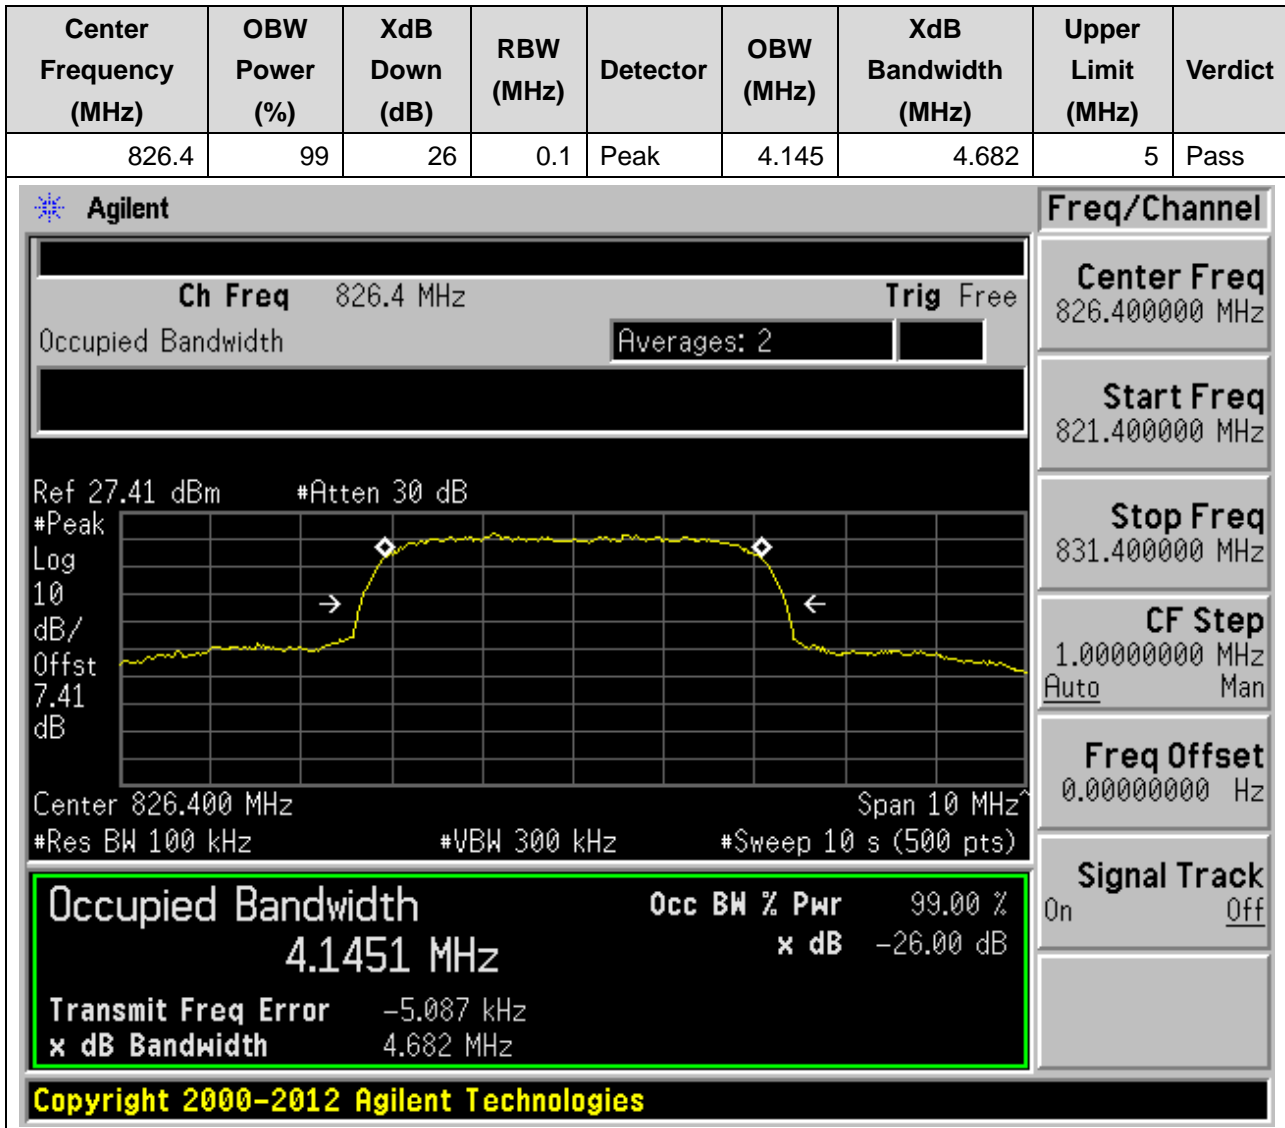 Center Frequency (MHz) OBW Power (%) XdB Down (dB) RBW (MHz) Detector OBW (MHz) XdB Bandwidth (MHz) Upper Limit (MHz) Verdict
826.4 99 26 0.1 Peak 4.145 4.682 5 Pass
Agilent
Ch Freq 826.4 MHz Trig Free
Occupied Bandwidth Averages: 2
Ref 27.41 dBm #Atten 30 dB
#Peak
Log
10
dB/
Offst
7.41
dB
Center 826.400 MHz Span 10 MHz^
#Res BW 100 kHz #VBW 300 kHz #Sweep 10 s (500 pts)
Occupied Bandwidth Occ BW % Pwr 99.00 %
4.1451 MHz x dB -26.00 dB
Transmit Freq Error -5.087 kHz
x dB Bandwidth 4.682 MHz
Copyright 2000-2012 Agilent Technologies
Freq/Channel
Center Freq
826.400000 MHz
Start Freq
821.400000 MHz
Stop Freq
831.400000 MHz
CF Step
1.00000000 MHz
Auto Man
Freq Offset
0.00000000 Hz
Signal Track
On Off